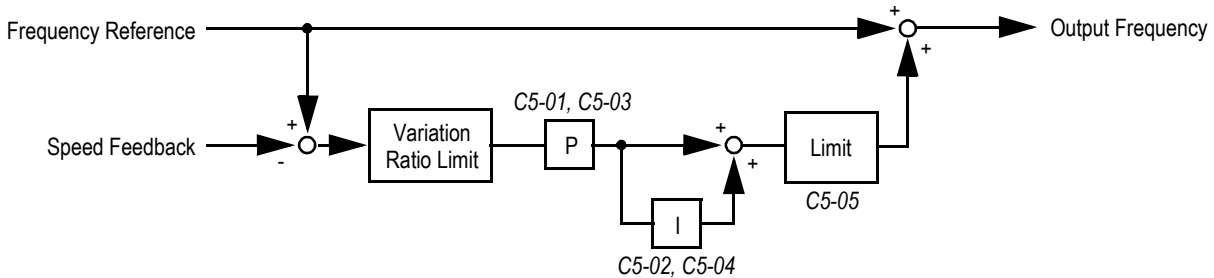 Frequency Reference
+
+
Output Frequency
C5-01, C5-03
Speed Feedback
+
-
Variation
Ratio Limit
P
+
+
Limit
C5-05
I
C5-02, C5-04